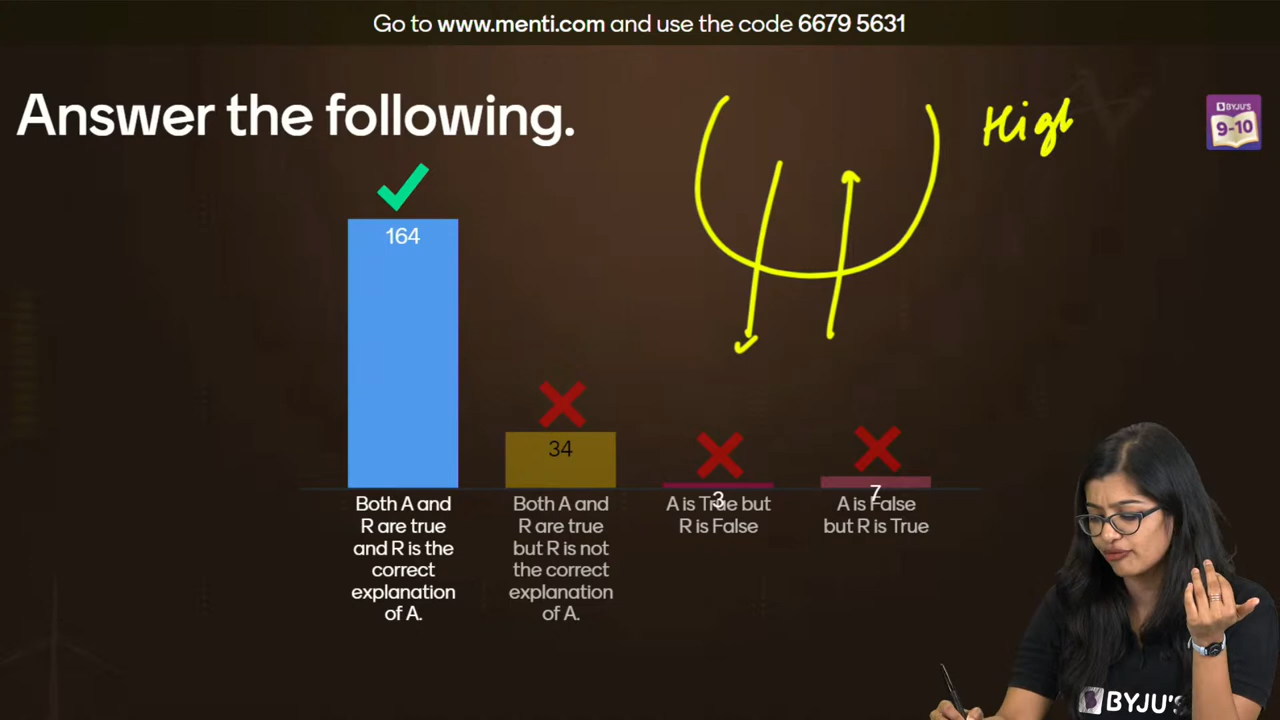 Go to www.menti.com and use the code 6679 5631
Answer the following.
High
BYJU'S
9-10
164
34
3
7
Both A and
R are true
and R is the
correct
explanation
of A.
Both A and
R are true
but R is not
the correct
explanation
of A.
A is True but
R is False
A is False
but R is True
BYJU'S